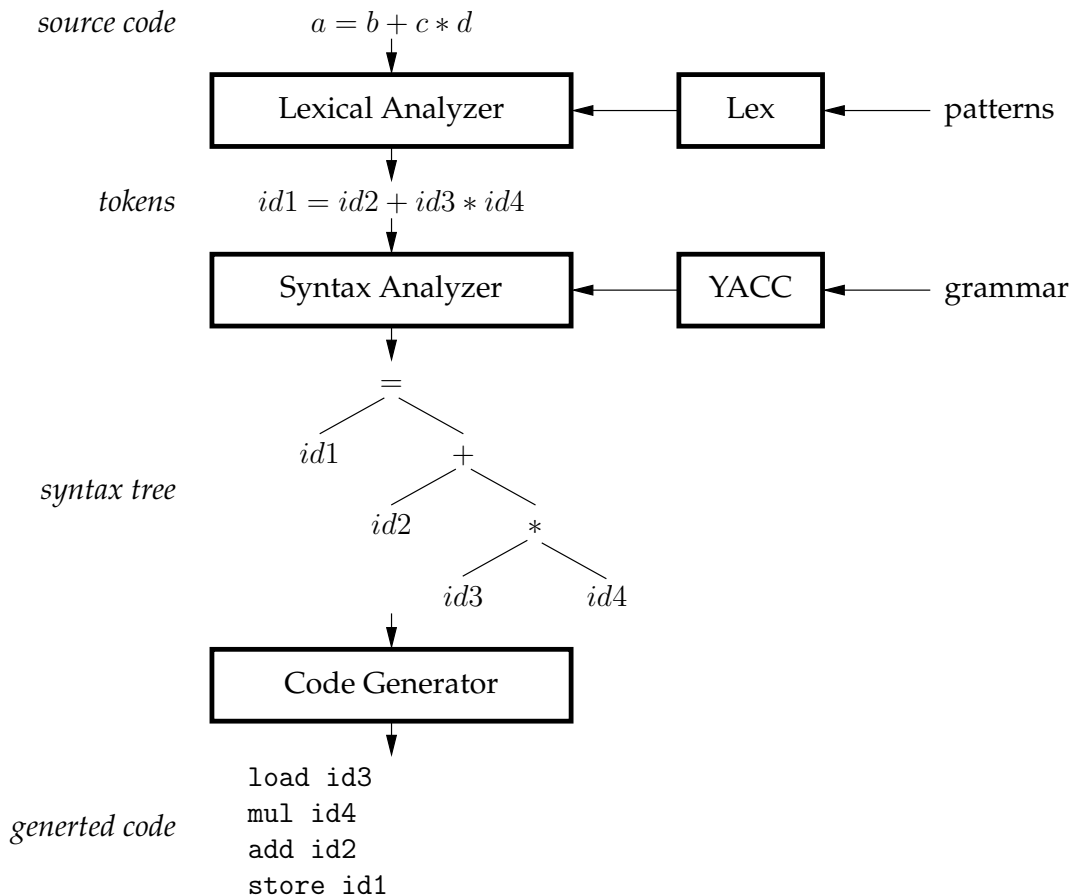 source code a = b + c ∗ d
Lexical Analyzer Lex patterns
tokens id1 = id2 + id3 ∗ id4
Syntax Analyzer YACC grammar
=
id1 +
syntax tree
id2 ∗
id3 id4
Code Generator
load id3
mul id4
generted code
add id2
store id1